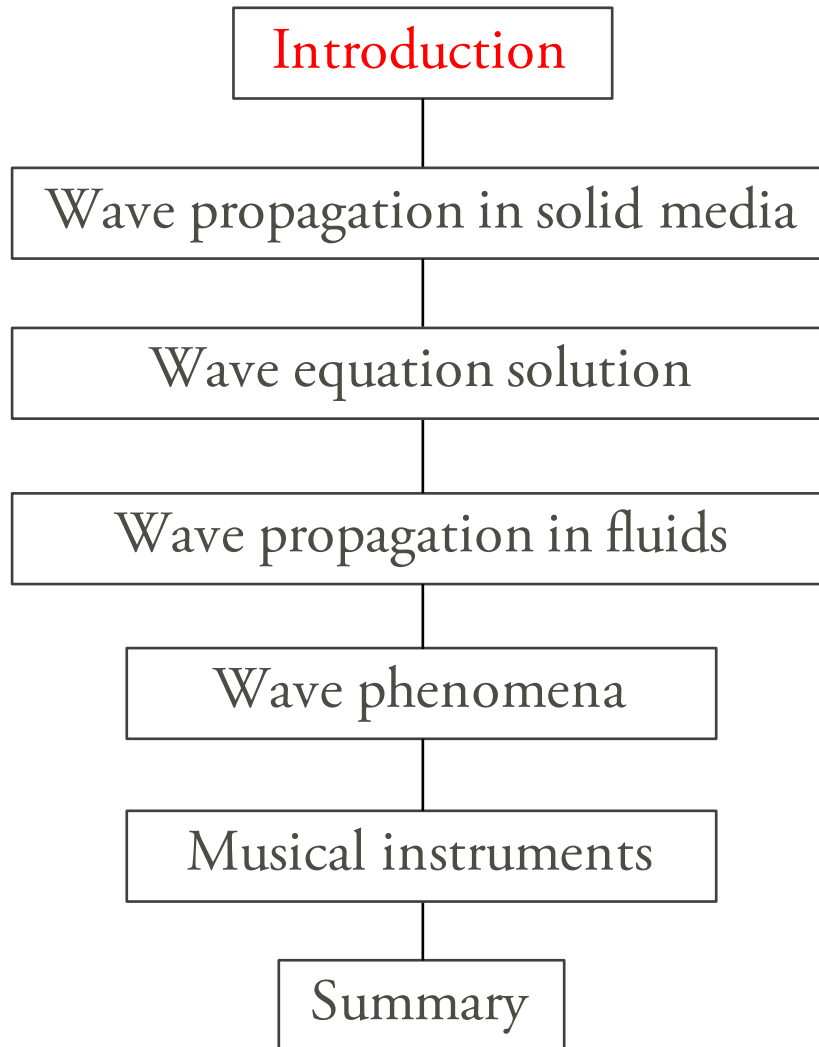 Introduction
Wave propagation in solid media
Wave equation solution
Wave propagation in fluids
Wave phenomena
Musical instruments
Summary